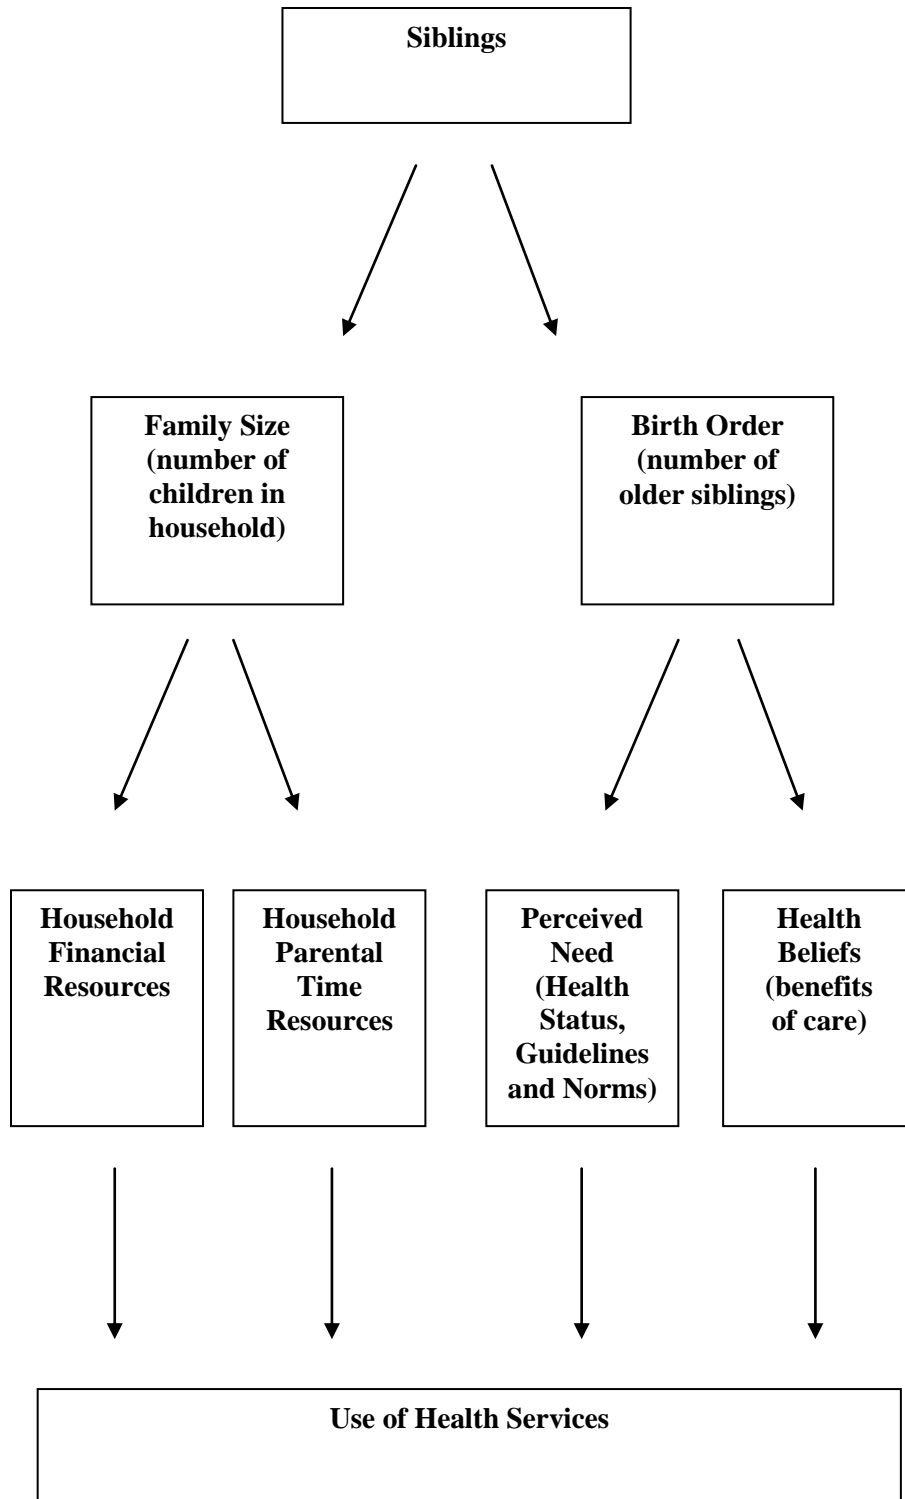 Siblings
Family Size
(number of
children in
household)
Birth Order
(number of
older siblings)
Household
Financial
Resources
Household
Parental
Time
Resources
Perceived
Need
(Health
Status,
Guidelines
and Norms)
Health
Beliefs
(benefits
of care)
Use of Health Services